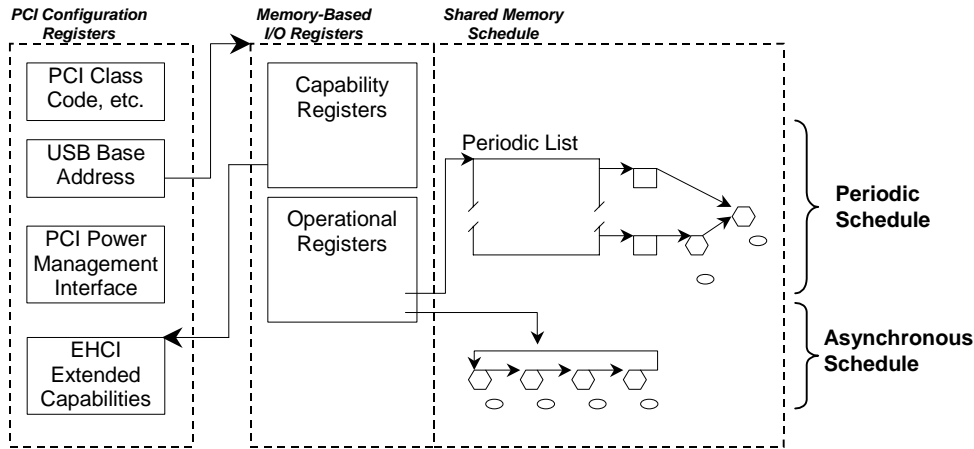 PCI Configuration
Registers
Memory-Based
I/O Registers
Shared Memory
Schedule
PCI Class
Code, etc.
USB Base
Address
PCI Power
Management
Interface
EHCI
Extended
Capabilities
Capability
Registers
Operational
Registers
Periodic List
Periodic
Schedule
Asynchronous
Schedule